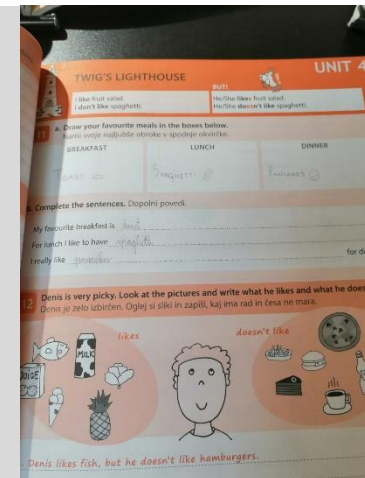 UNIT 4
TWIG'S LIGHTHOUSE
BUT!
I like fruit salad.
I don't like spaghetti.
He/She likes fruit salad.
He/She doesn't like spaghetti.
11 a. Draw your favourite meals in the boxes below.
Nariši svoje najljubše obroke v spodnje okvirčke.
BREAKFAST LUNCH DINNER
SPAGHETTI PANCAKES
b. Complete the sentences. Dopolni povedi.
My favourite breakfast is toast
For lunch I like to have spaghetti
I really like pancakes for di
12 Denis is very picky. Look at the pictures and write what he likes and what he does
Denis je zelo izbirčen. Oglej si sliki in zapiši, kaj ima rad in česa ne mara.
likes doesn't like
MILK
JUICE
Denis likes fish, but he doesn't like hamburgers.